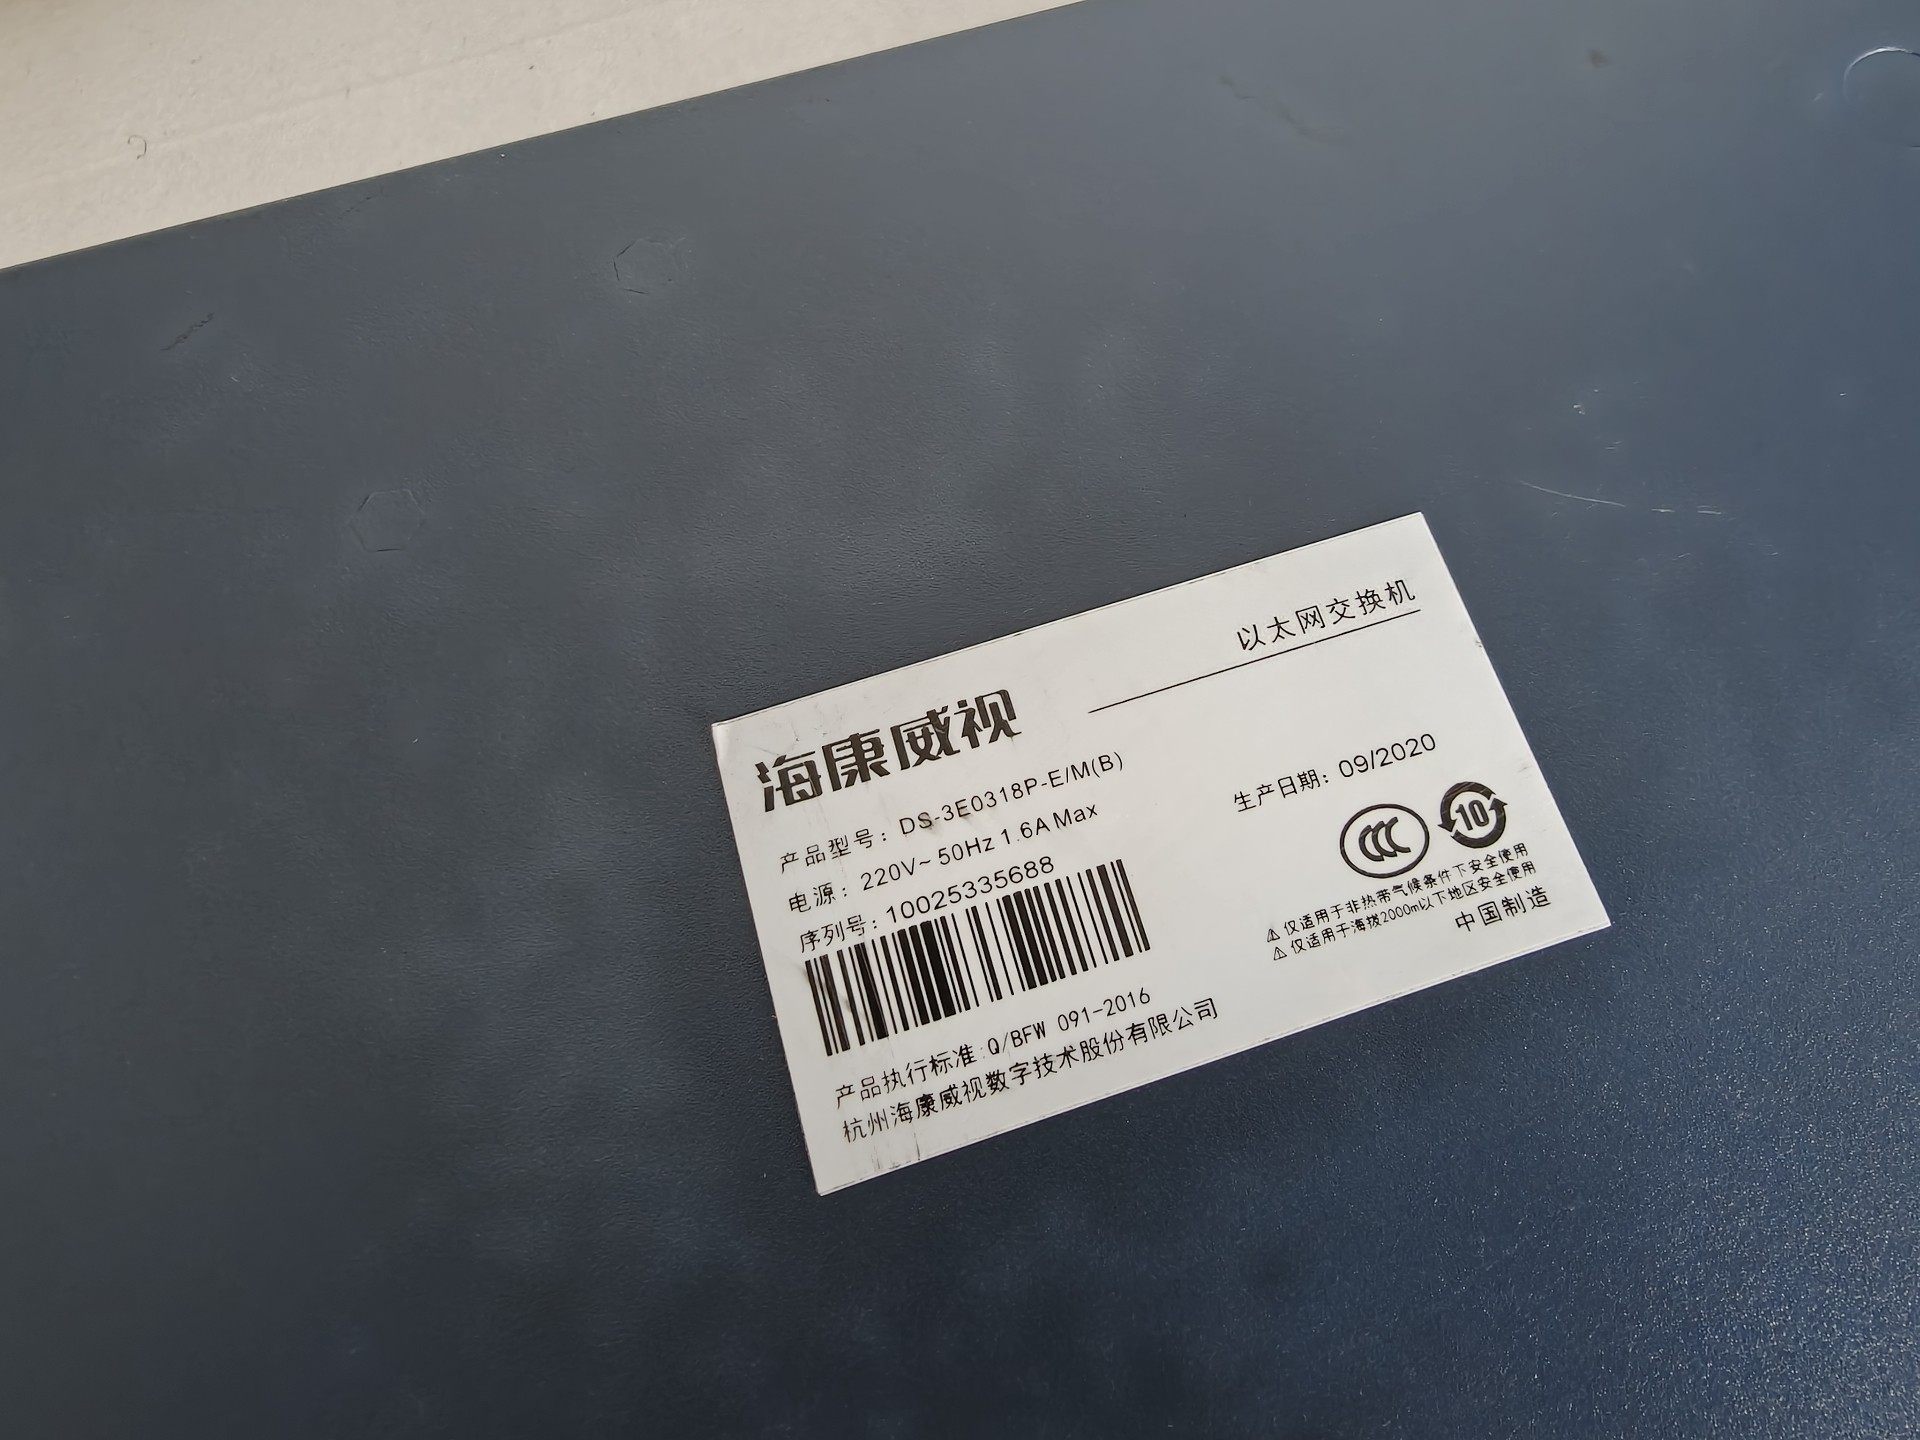 海康威视
以太网交换机
产品型号：DS-3E0318P-E/M(B)
电源：220V~ 50Hz 1.6A Max
序列号：10025335688
生产日期：09/2020
10
⚠ 仅适用于非热带气候条件下安全使用
⚠ 仅适用于海拔2000m以下地区安全使用
中国制造
产品执行标准:Q/BFW 091-2016
杭州海康威视数字技术股份有限公司